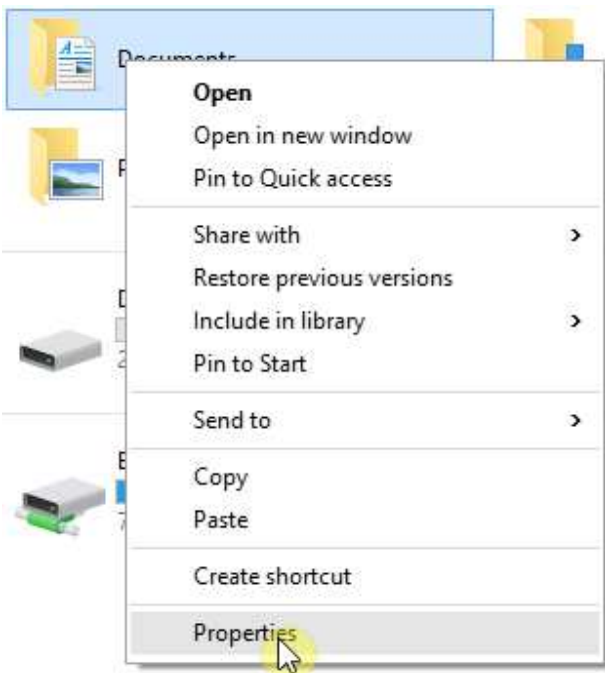 Documents
Open
Open in new window
Pin to Quick access
P
Share with
Restore previous versions
Include in library
Pin to Start
Send to
Copy
Paste
Create shortcut
Properties